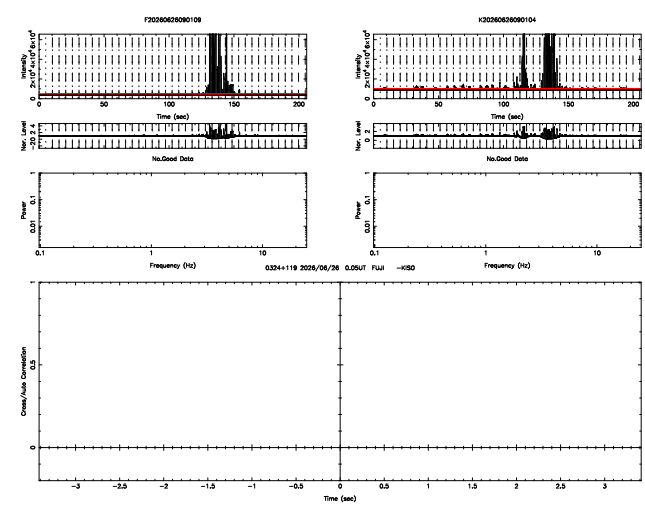 F20260626090109
K20260626090104
Intensity
0 2×10⁴ 4×10⁴ 6×10⁴
0 50 100 150 200
Time (sec)
Intensity
0 2×10⁴ 4×10⁴ 6×10⁴
0 50 100 150 200
Time (sec)
Nor. Level
−20 2 4
Nor. Level
0 2
No.Good Data
No.Good Data
Power
1
0.1
0.01
0.1 1 10
Frequency (Hz)
Power
1
0.1
0.01
0.1 1 10
Frequency (Hz)
0324+119 2026/06/26 0.05UT FUJI −KISO
Cross/Auto Correlation
1
0.5
0
−3 −2.5 −2 −1.5 −1 −0.5 0 0.5 1 1.5 2 2.5 3
Time (sec)